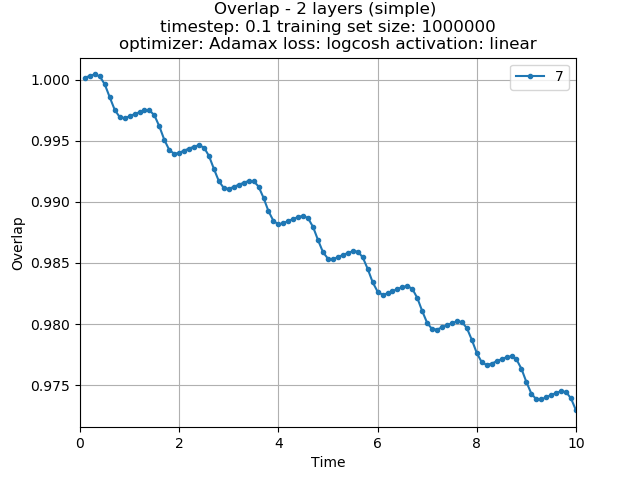 Overlap - 2 layers (simple)
timestep: 0.1 training set size: 1000000
optimizer: Adamax loss: logcosh activation: linear
7
1.000
0.995
0.990
0.985
0.980
0.975
Overlap
0
2
4
6
8
10
Time